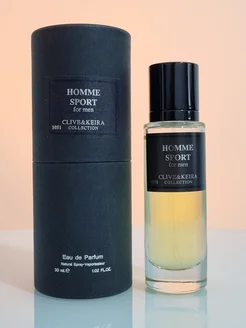 HOMME
SPORT
for men
CLIVE&KEIRA
1051 COLLECTION
Eau de Parfum
Natural Spray-Vaporisateur
30 ml ℮ 1.02 FL.OZ.
HOMME
SPORT
for men
CLIVE&KEIRA
COLLECTION